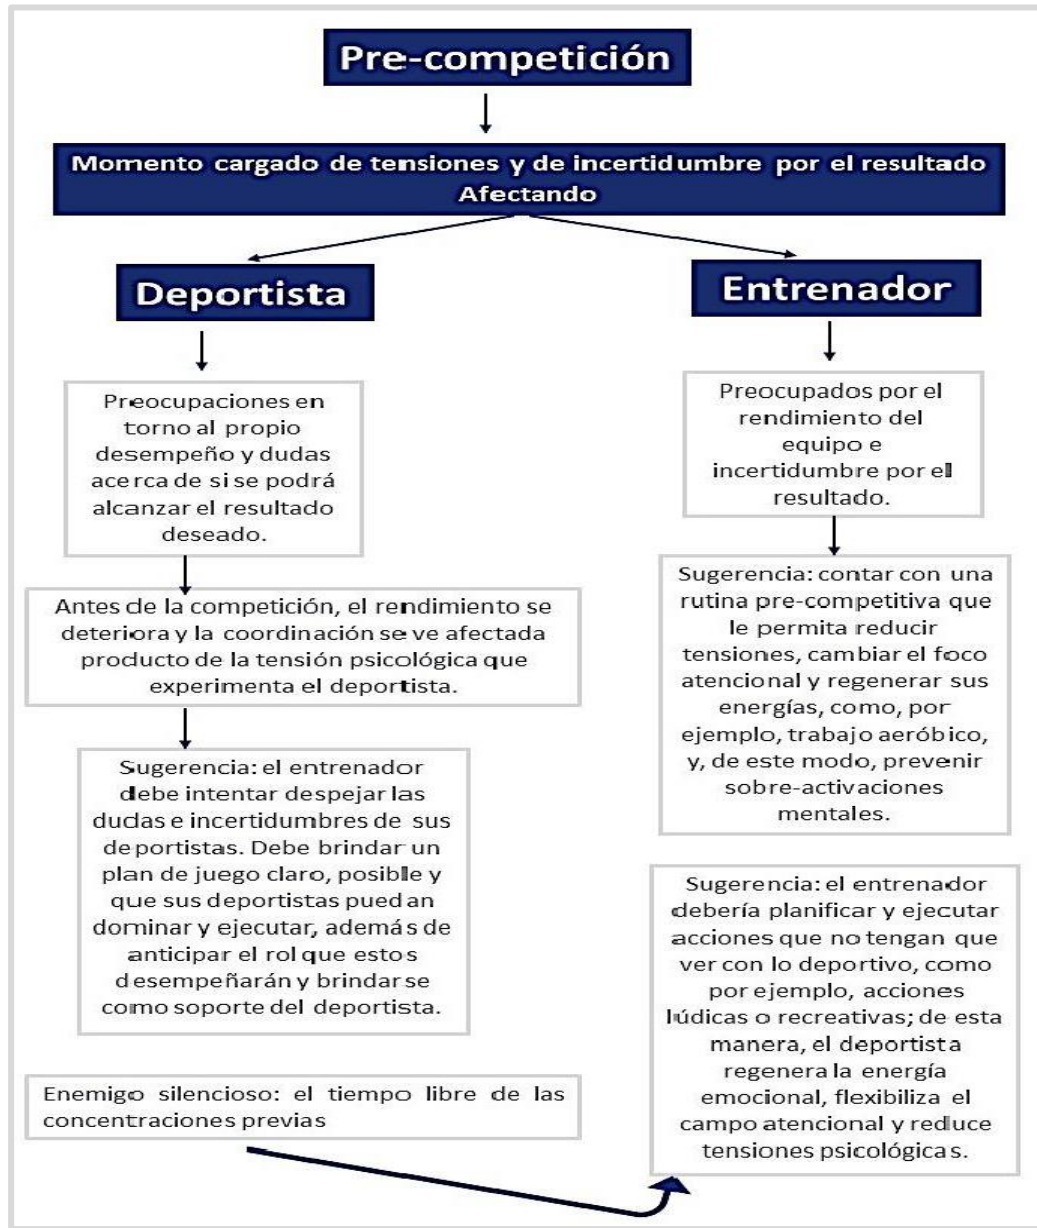 Pre-competición
Momento cargado de tensiones y de incertidumbre por el resultado
Afectando
Deportista
Preocupaciones en
torno al propio
desempeño y dudas
acerca de si se podrá
alcanzar el resultado
deseado.
Antes de la competición, el rendimiento se
deteriora y la coordinación se ve afectada
producto de la tensión psicológica que
experimenta el deportista.
Sugerencia: el entrenador
debe intentar despejar las
dudas e incertidumbres de sus
deportistas. Debe brindar un
plan de juego claro, posible y
que sus deportistas puedan
dominar y ejecutar, además de
anticipar el rol que estos
desempeñarán y brindarse
como soporte del deportista.
Enemigo silencioso: el tiempo libre de las
concentraciones previas
Entrenador
Preocupados por el
rendimiento del
equipo e
incertidumbre por el
resultado.
Sugerencia: contar con una
rutina pre-competitiva que
le permita reducir
tensiones, cambiar el foco
atencional y regenerar sus
energías, como, por
ejemplo, trabajo aeróbico,
y, de este modo, prevenir
sobre-activaciones
mentales.
Sugerencia: el entrenador
debería planificar y ejecutar
acciones que no tengan que
ver con lo deportivo, como
por ejemplo, acciones
lúdicas o recreativas; de esta
manera, el deportista
regenera la energía
emocional, flexibiliza el
campo atencional y reduce
tensiones psicológicas.